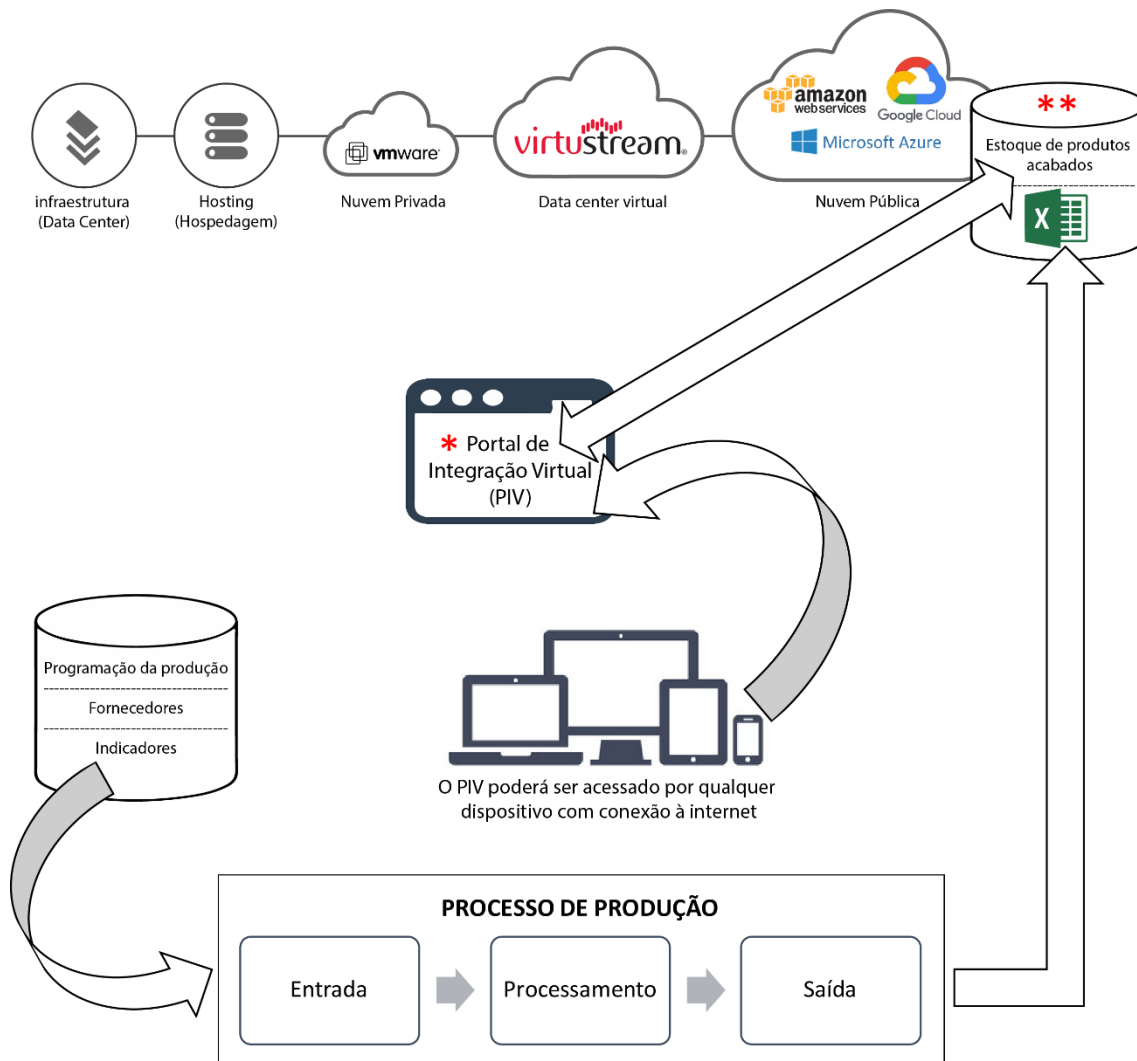 amazon
webservices
Google Cloud
Microsoft Azure
vmware®
virtustream®
**
Estoque de produtos
acabados
X
infraestrutura
(Data Center)
Hosting
(Hospedagem)
Nuvem Privada
Data center virtual
Nuvem Pública
* Portal de
Integração Virtual
(PIV)
Programação da produção
Fornecedores
Indicadores
O PIV poderá ser acessado por qualquer
dispositivo com conexão à internet
PROCESSO DE PRODUÇÃO
Entrada
Processamento
Saída